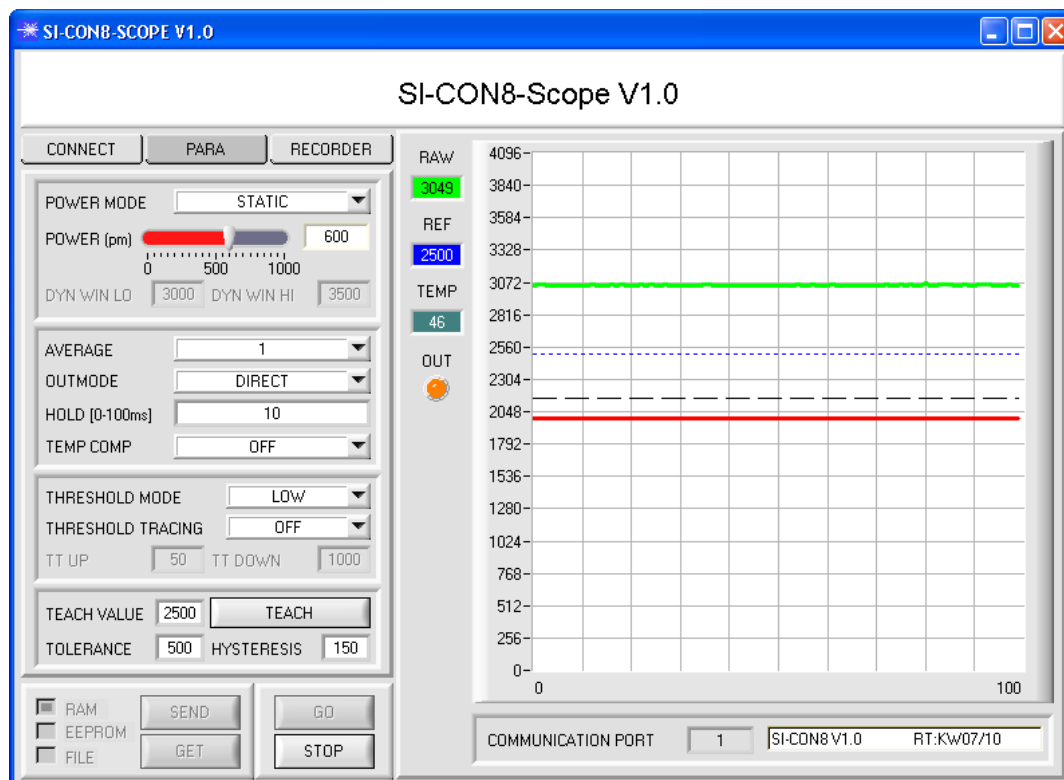 SI-CON8-SCOPE V1.0
SI-CON8-Scope V1.0
CONNECT PARA RECORDER
POWER MODE STATIC
POWER (pm) 600
0 500 1000
DYN WIN LO 3000 DYN WIN HI 3500
AVERAGE 1
OUTMODE DIRECT
HOLD [0-100ms] 10
TEMP COMP OFF
THRESHOLD MODE LOW
THRESHOLD TRACING OFF
TT UP 50 TT DOWN 1000
TEACH VALUE 2500 TEACH
TOLERANCE 500 HYSTERESIS 150
RAM
EEPROM
FILE
SEND
GET
GO
STOP
RAW
3049
REF
2500
TEMP
46
OUT
4096
3840
3584
3328
3072
2816
2560
2304
2048
1792
1536
1280
1024
768
512
256
0
0 100
COMMUNICATION PORT 1 SI-CON8 V1.0 RT:KW07/10